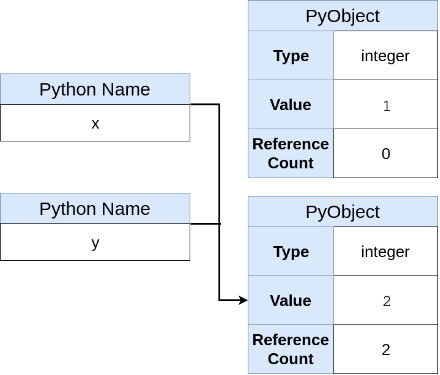 PyObject
Type integer
Value 1
Reference
Count 0
Python Name
x
Python Name
y
PyObject
Type integer
Value 2
Reference
Count 2